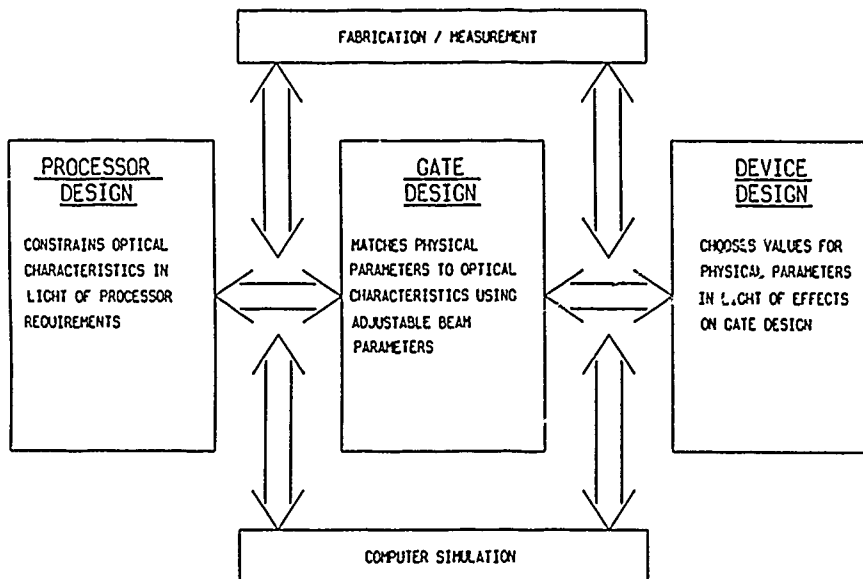 FABRICATION / MEASUREMENT
PROCESSOR
DESIGN
CONSTRAINS OPTICAL
CHARACTERISTICS IN
LIGHT OF PROCESSOR
REQUIREMENTS
GATE
DESIGN
MATCHES PHYSICAL
PARAMETERS TO OPTICAL
CHARACTERISTICS USING
ADJUSTABLE BEAM
PARAMETERS
DEVICE
DESIGN
CHOOSES VALUES FOR
PHYSICAL PARAMETERS
IN LIGHT OF EFFECTS
ON GATE DESIGN
COMPUTER SIMULATION